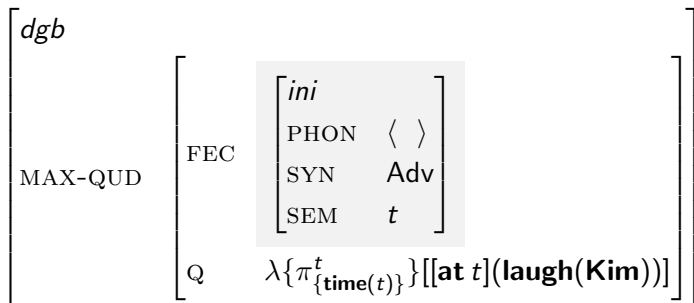 dgb
MAX-QUD
FEC
ini
PHON ⟨ ⟩
SYN Adv
SEM t
Q λ{π^t_{time(t)}}[[at t](laugh(Kim))]